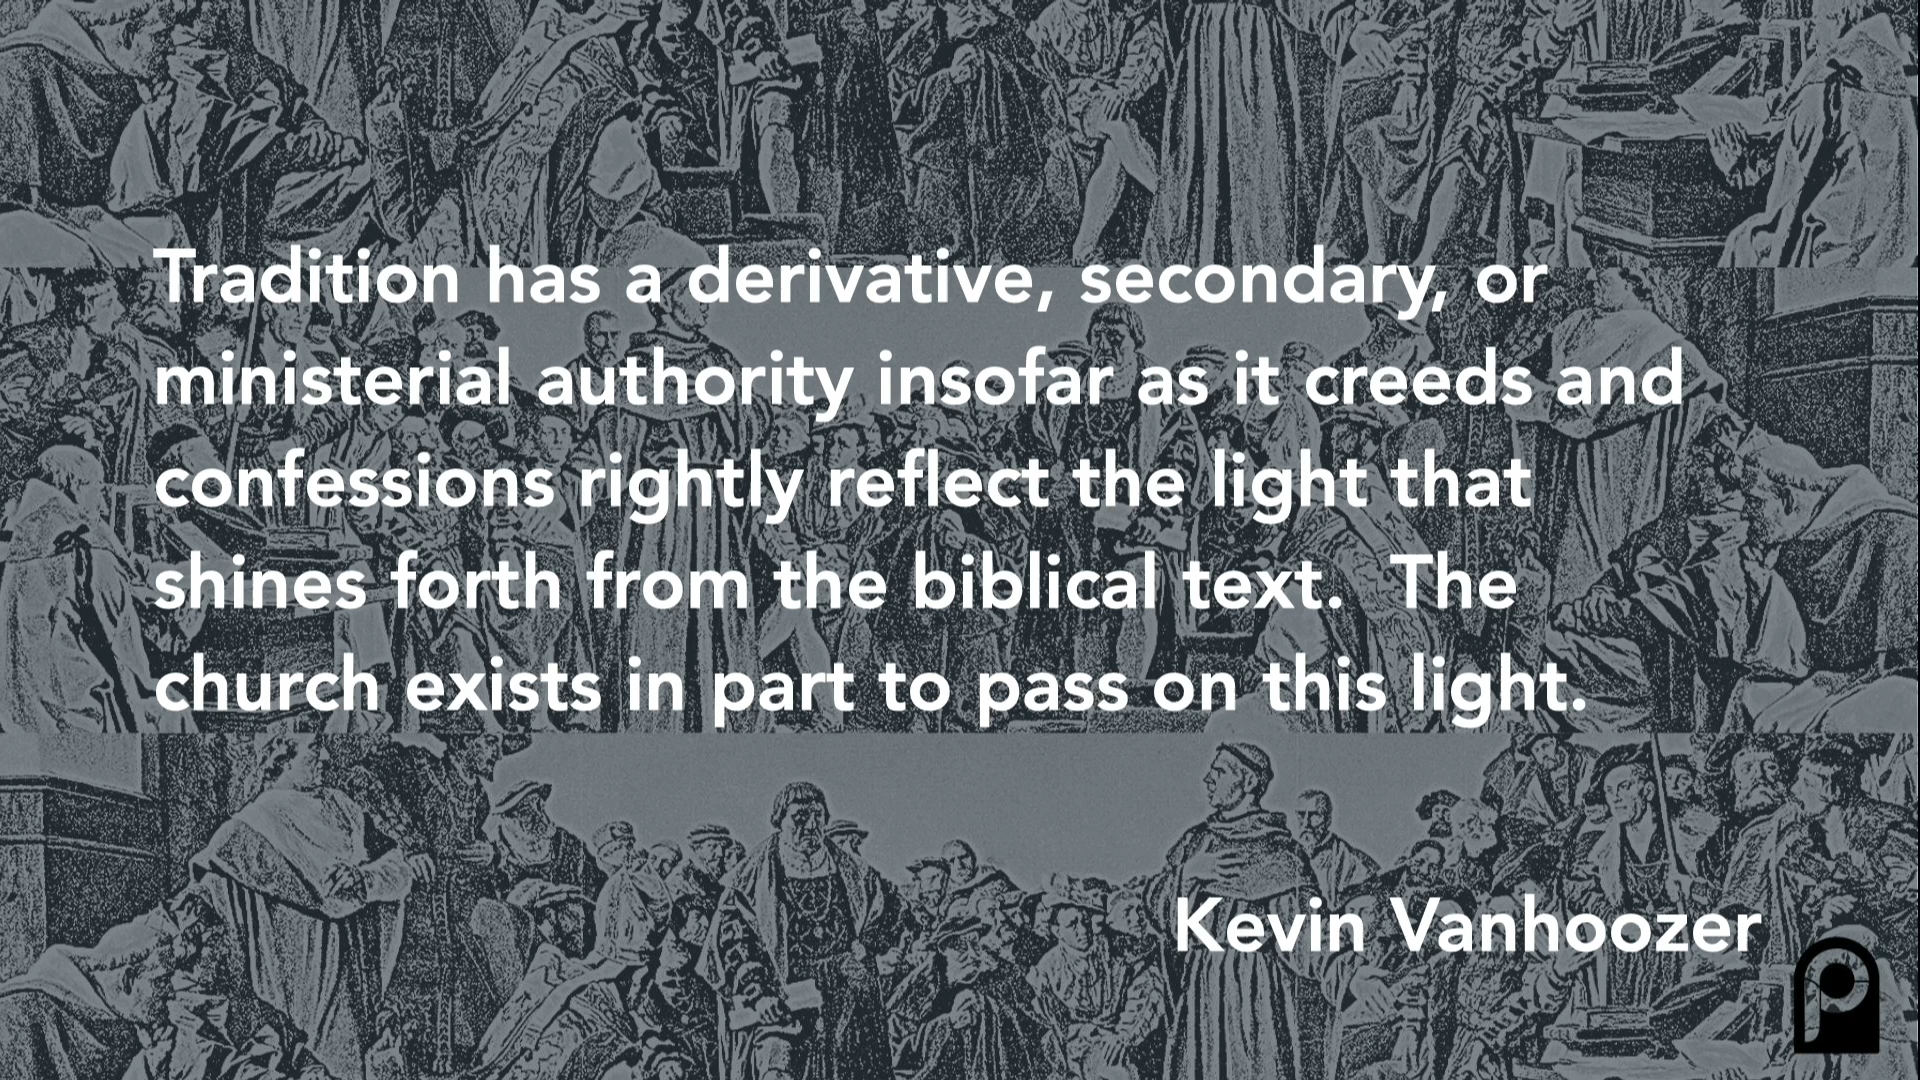 Tradition has a derivative, secondary, or
ministerial authority insofar as it creeds and
confessions rightly reflect the light that
shines forth from the biblical text.  The
church exists in part to pass on this light.
Kevin Vanhoozer